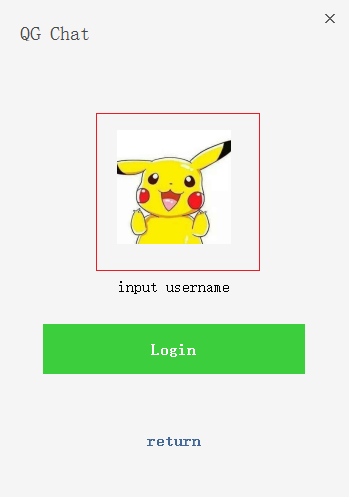 QG Chat
input username
Login
return